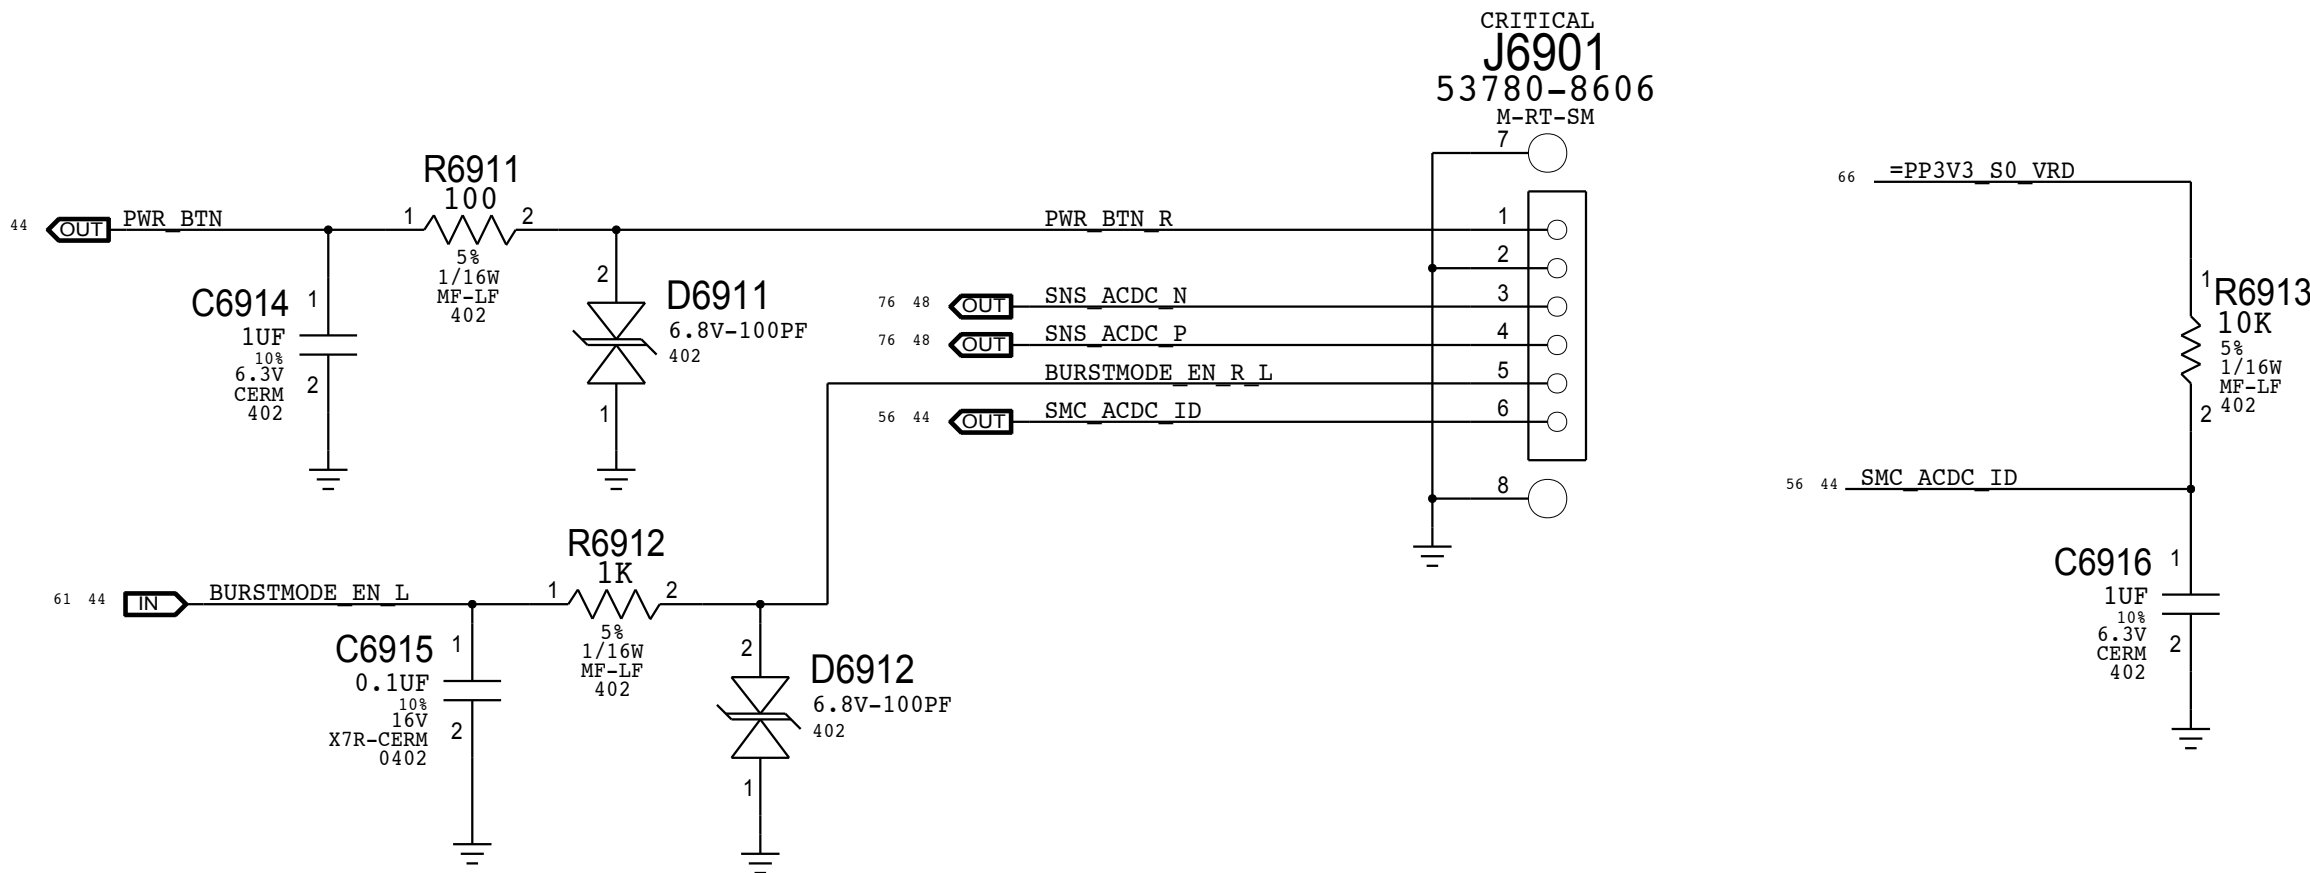 CRITICAL
J6901
53780-8606
M-RT-SM
7
1
2
3
4
5
6
8
44 OUT PWR_BTN
R6911
100
1 2
5%
1/16W
MF-LF
402
PWR_BTN_R
C6914
1UF
10%
6.3V
CERM
402
1
2
2
D6911
6.8V-100PF
402
1
76 48 OUT SNS_ACDC_N
76 48 OUT SNS_ACDC_P
BURSTMODE_EN_R_L
56 44 OUT SMC_ACDC_ID
61 44 IN BURSTMODE_EN_L
R6912
1K
1 2
5%
1/16W
MF-LF
402
C6915
0.1UF
10%
16V
X7R-CERM
0402
1
2
2
D6912
6.8V-100PF
402
1
66 =PP3V3_S0_VRD
1
R6913
10K
5%
1/16W
MF-LF
402
2
56 44 SMC_ACDC_ID
C6916
1UF
10%
6.3V
CERM
402
1
2